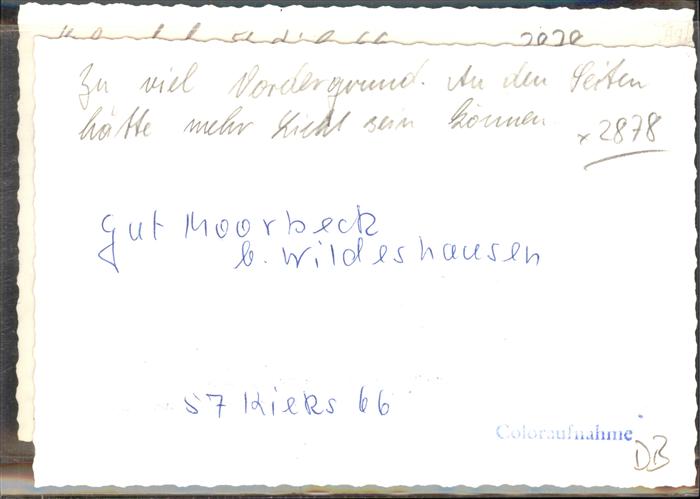 2020
Zu viel Vordergrund. An den Seiten
hätte mehr Licht sein können
x 2878
Gut Moorbeck
b. Wildeshausen
57 Kieks 66
Coloraufnahme
DB